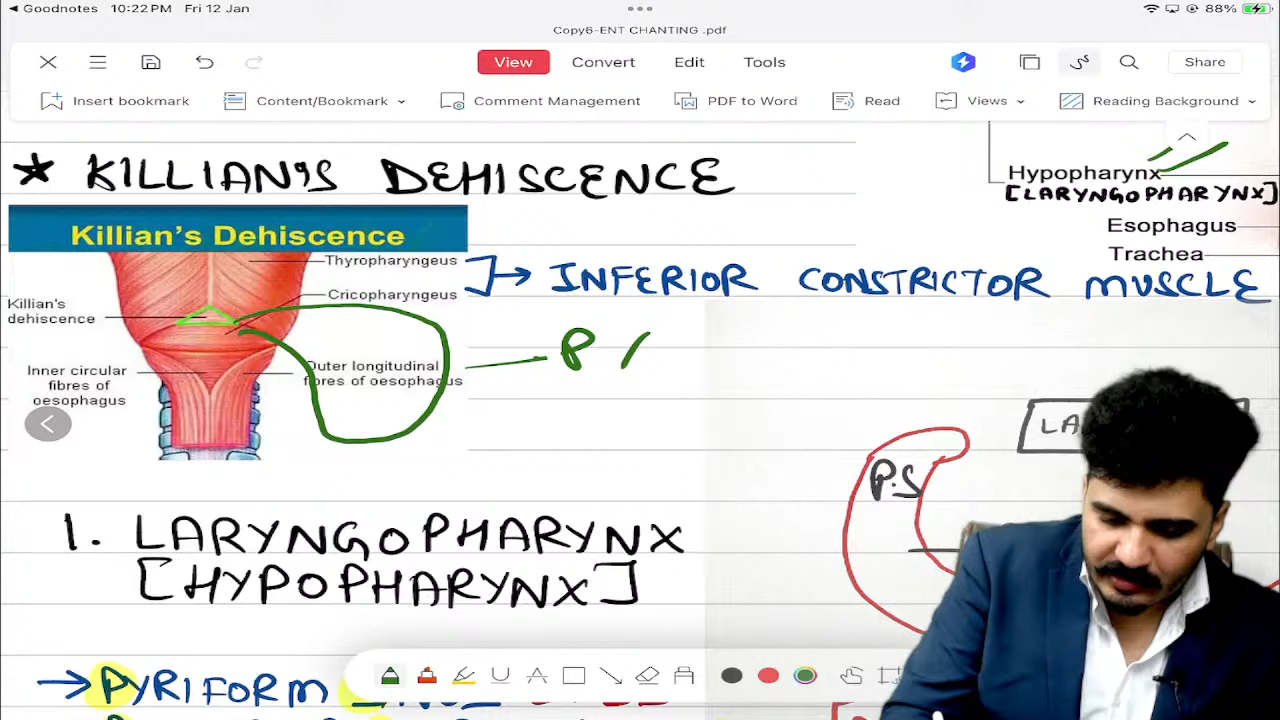 Goodnotes 10:22 PM Fri 12 Jan 88%
Copy6-ENT CHANTING .pdf
View Convert Edit Tools Share
Insert bookmark Content/Bookmark Comment Management PDF to Word Read Views Reading Background
★ KILLIAN'S DEHISCENCE
Hypopharynx
[LARYNGOPHARYNX]
Esophagus
Trachea
Killian's Dehiscence
Thyropharyngeus
Cricopharyngeus
→ INFERIOR CONSTRICTOR MUSCLE
Killian's
dehiscence
P
Outer longitudinal
fibres of oesophagus
Inner circular
fibres of
oesophagus
P.S
1. LARYNGOPHARYNX
[HYPOPHARYNX]
→ PYRIFORM